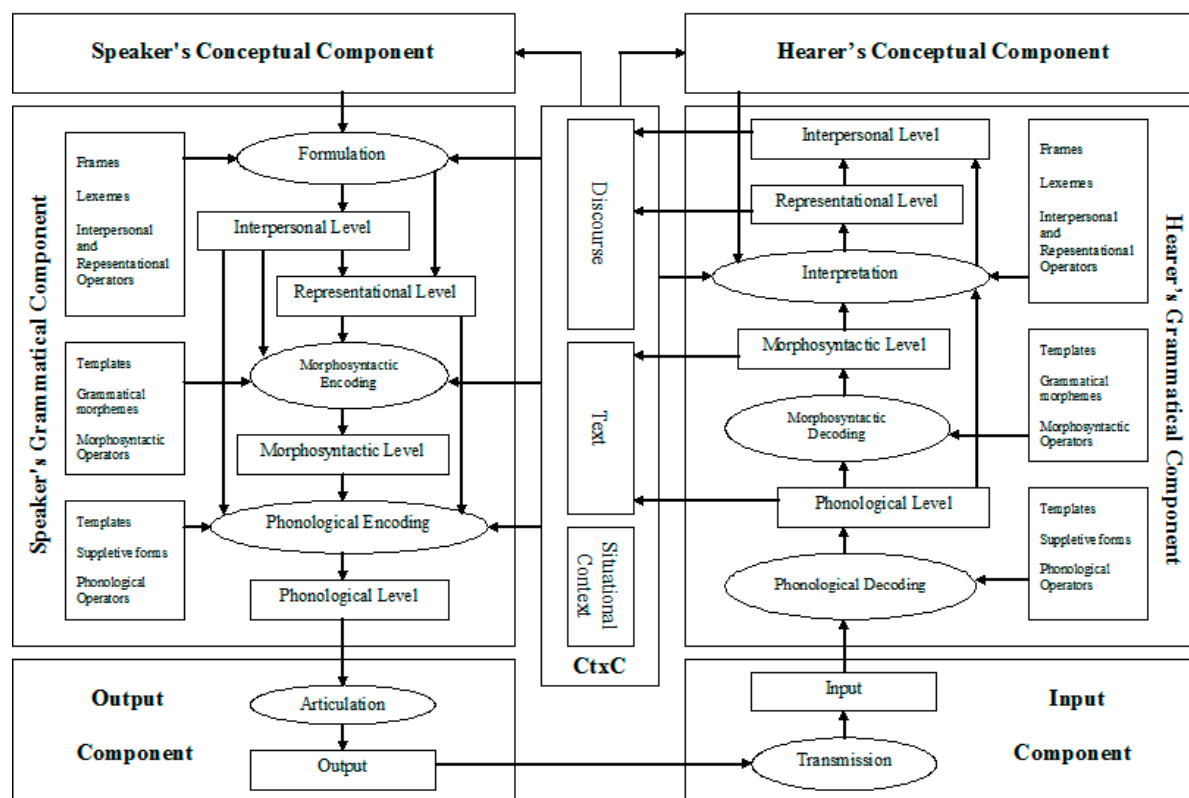 Speaker's Conceptual Component
Hearer's Conceptual Component
Speaker's Grammatical Component
Formulation
Frames
Lexemes
Interpersonal
and
Representational
Operators
Interpersonal Level
Representational Level
Templates
Grammatical
morphemes
Morphosyntactic
Operators
Morphosyntactic
Encoding
Morphosyntactic Level
Templates
Suppletive forms
Phonological
Operators
Phonological Encoding
Phonological Level
Output
Component
Articulation
Output
Discourse
Text
Situational
Context
CtxC
Interpersonal Level
Representational Level
Interpretation
Frames
Lexemes
Interpersonal
and
Representational
Operators
Hearer's Grammatical Component
Morphosyntactic Level
Templates
Grammatical
morphemes
Morphosyntactic
Operators
Morphosyntactic
Decoding
Phonological Level
Templates
Suppletive forms
Phonological
Operators
Phonological Decoding
Input
Transmission
Input
Component